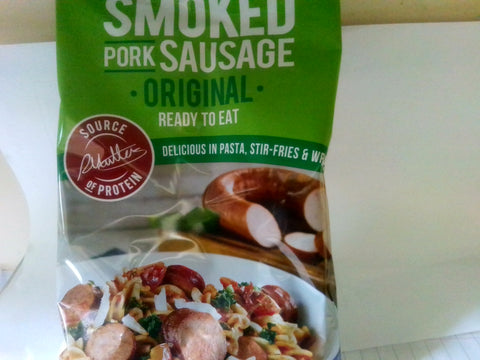 SMOKED
PORK SAUSAGE
• ORIGINAL •
READY TO EAT
SOURCE
OF PROTEIN
DELICIOUS IN PASTA, STIR-FRIES &